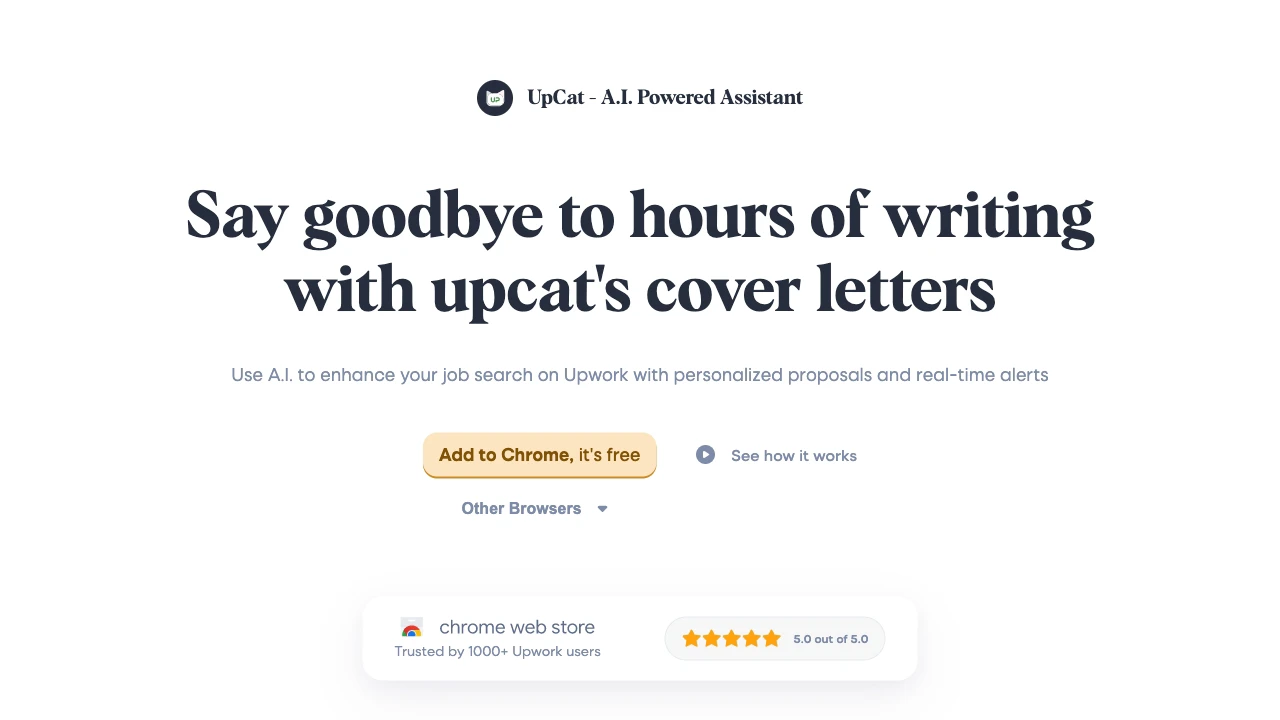 UP
UpCat - A.I. Powered Assistant
Say goodbye to hours of writing
with upcat's cover letters
Use A.I. to enhance your job search on Upwork with personalized proposals and real-time alerts
Add to Chrome, it's free
See how it works
Other Browsers
chrome web store
Trusted by 1000+ Upwork users
5.0 out of 5.0